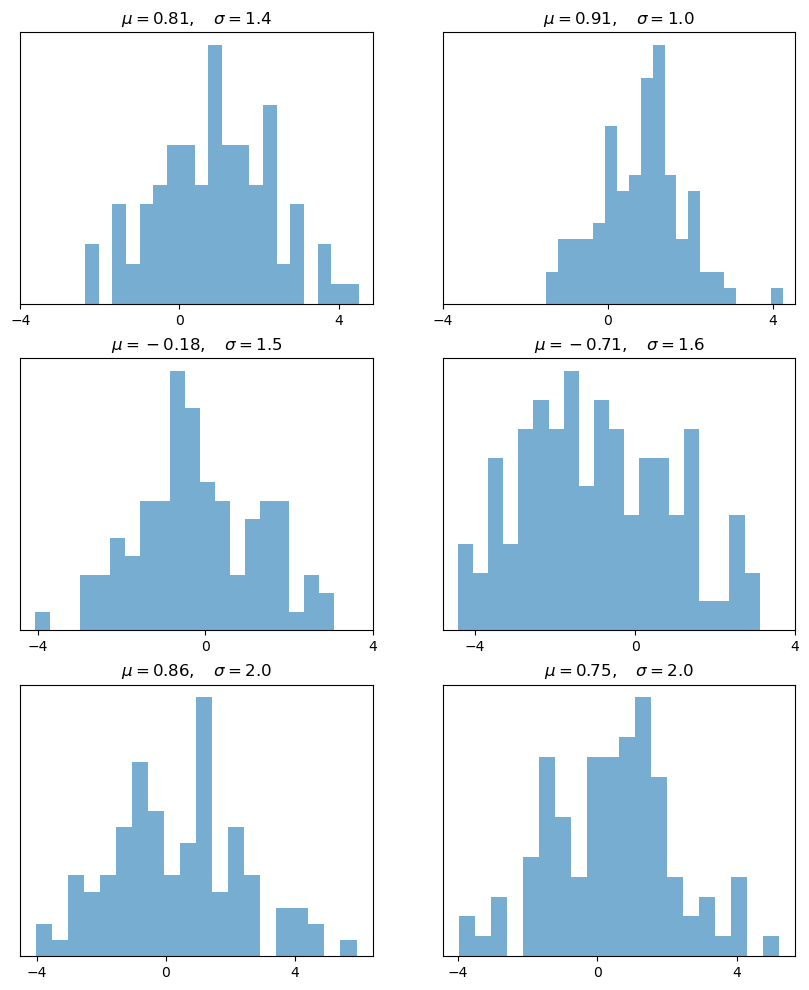 μ = 0.81, σ = 1.4
μ = 0.91, σ = 1.0
−4 0 4
−4 0 4
μ = −0.18, σ = 1.5
μ = −0.71, σ = 1.6
−4 0 4
−4 0 4
μ = 0.86, σ = 2.0
μ = 0.75, σ = 2.0
−4 0 4
−4 0 4